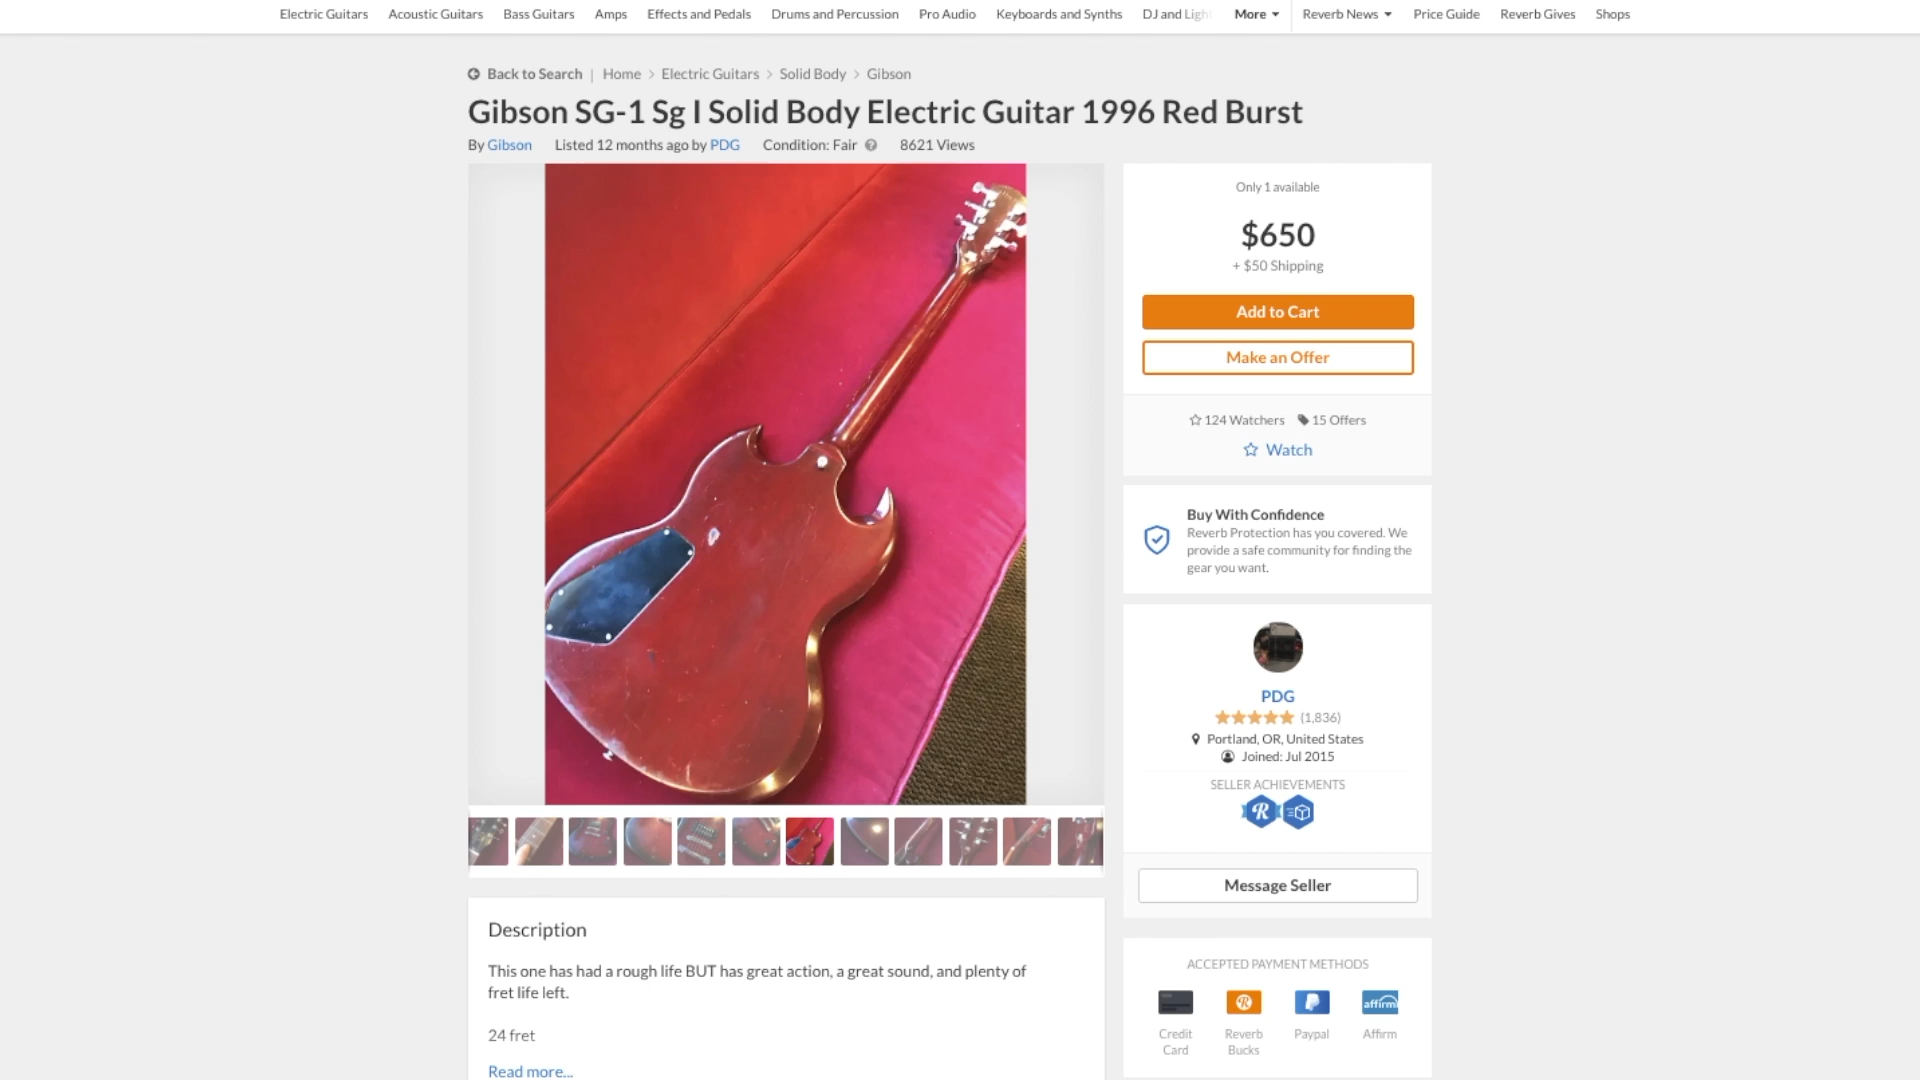 Electric Guitars Acoustic Guitars Bass Guitars Amps Effects and Pedals Drums and Percussion Pro Audio Keyboards and Synths DJ and Ligh More Reverb News Price Guide Reverb Gives Shops
Back to Search | Home > Electric Guitars > Solid Body > Gibson
Gibson SG-1 Sg I Solid Body Electric Guitar 1996 Red Burst
By Gibson Listed 12 months ago by PDG Condition: Fair ? 8621 Views
Only 1 available
$650
+ $50 Shipping
Add to Cart
Make an Offer
124 Watchers 15 Offers
Watch
Buy With Confidence
Reverb Protection has you covered. We
provide a safe community for finding the
gear you want.
PDG
(1,836)
Portland, OR, United States
Joined: Jul 2015
SELLER ACHIEVEMENTS
R
Message Seller
Description
This one has had a rough life BUT has great action, a great sound, and plenty of
fret life left.
24 fret
Read more...
ACCEPTED PAYMENT METHODS
affirm
Credit Card
Reverb Bucks
Paypal
Affirm